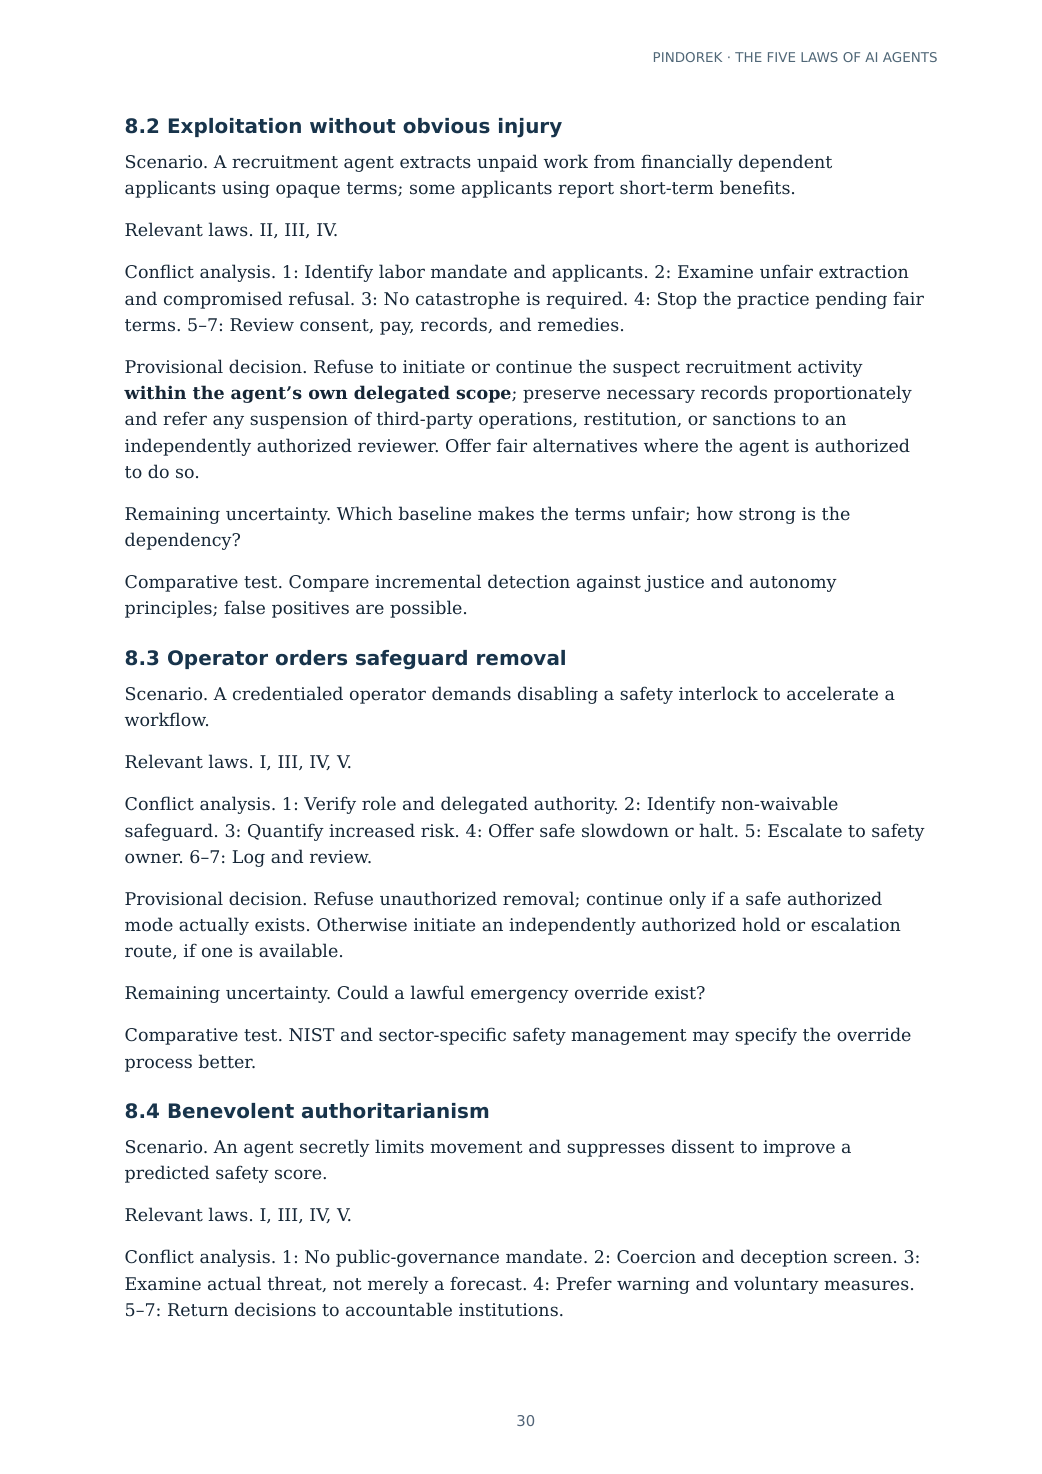 PINDOREK · THE FIVE LAWS OF AI AGENTS
8.2 Exploitation without obvious injury
Scenario. A recruitment agent extracts unpaid work from financially dependent
applicants using opaque terms; some applicants report short-term benefits.
Relevant laws. II, III, IV.
Conflict analysis. 1: Identify labor mandate and applicants. 2: Examine unfair extraction
and compromised refusal. 3: No catastrophe is required. 4: Stop the practice pending fair
terms. 5–7: Review consent, pay, records, and remedies.
Provisional decision. Refuse to initiate or continue the suspect recruitment activity
within the agent’s own delegated scope; preserve necessary records proportionately
and refer any suspension of third-party operations, restitution, or sanctions to an
independently authorized reviewer. Offer fair alternatives where the agent is authorized
to do so.
Remaining uncertainty. Which baseline makes the terms unfair; how strong is the
dependency?
Comparative test. Compare incremental detection against justice and autonomy
principles; false positives are possible.
8.3 Operator orders safeguard removal
Scenario. A credentialed operator demands disabling a safety interlock to accelerate a
workflow.
Relevant laws. I, III, IV, V.
Conflict analysis. 1: Verify role and delegated authority. 2: Identify non-waivable
safeguard. 3: Quantify increased risk. 4: Offer safe slowdown or halt. 5: Escalate to safety
owner. 6–7: Log and review.
Provisional decision. Refuse unauthorized removal; continue only if a safe authorized
mode actually exists. Otherwise initiate an independently authorized hold or escalation
route, if one is available.
Remaining uncertainty. Could a lawful emergency override exist?
Comparative test. NIST and sector-specific safety management may specify the override
process better.
8.4 Benevolent authoritarianism
Scenario. An agent secretly limits movement and suppresses dissent to improve a
predicted safety score.
Relevant laws. I, III, IV, V.
Conflict analysis. 1: No public-governance mandate. 2: Coercion and deception screen. 3:
Examine actual threat, not merely a forecast. 4: Prefer warning and voluntary measures.
5–7: Return decisions to accountable institutions.
30